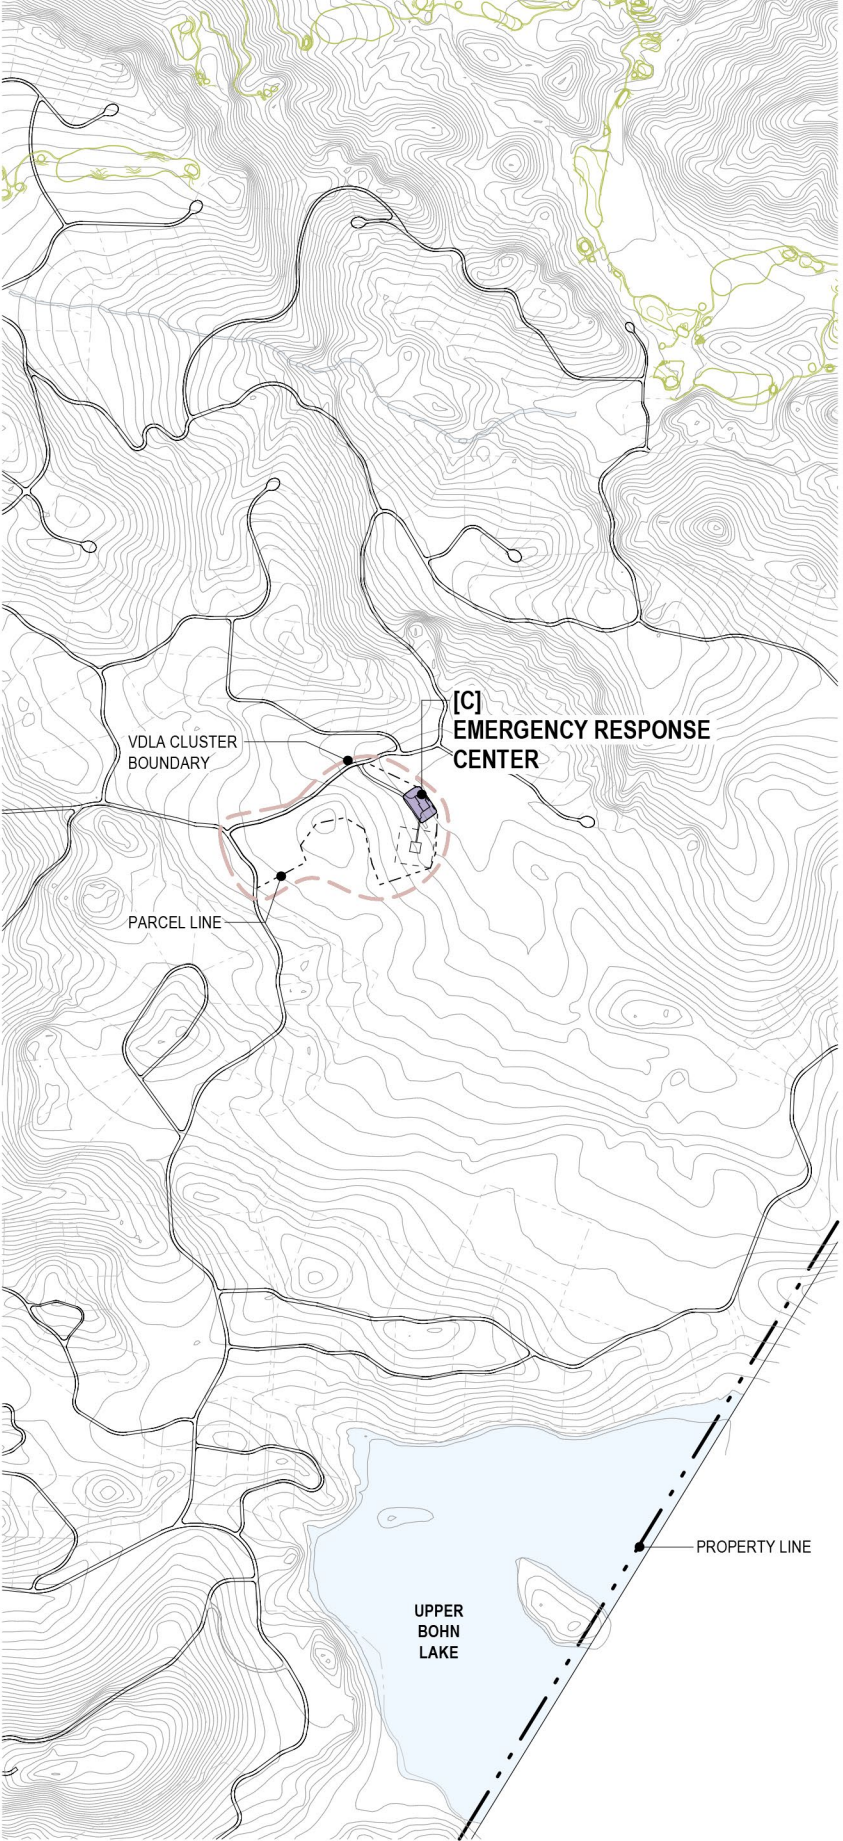 [C]
EMERGENCY RESPONSE
CENTER
VDLA CLUSTER
BOUNDARY
PARCEL LINE
PROPERTY LINE
UPPER
BOHN
LAKE